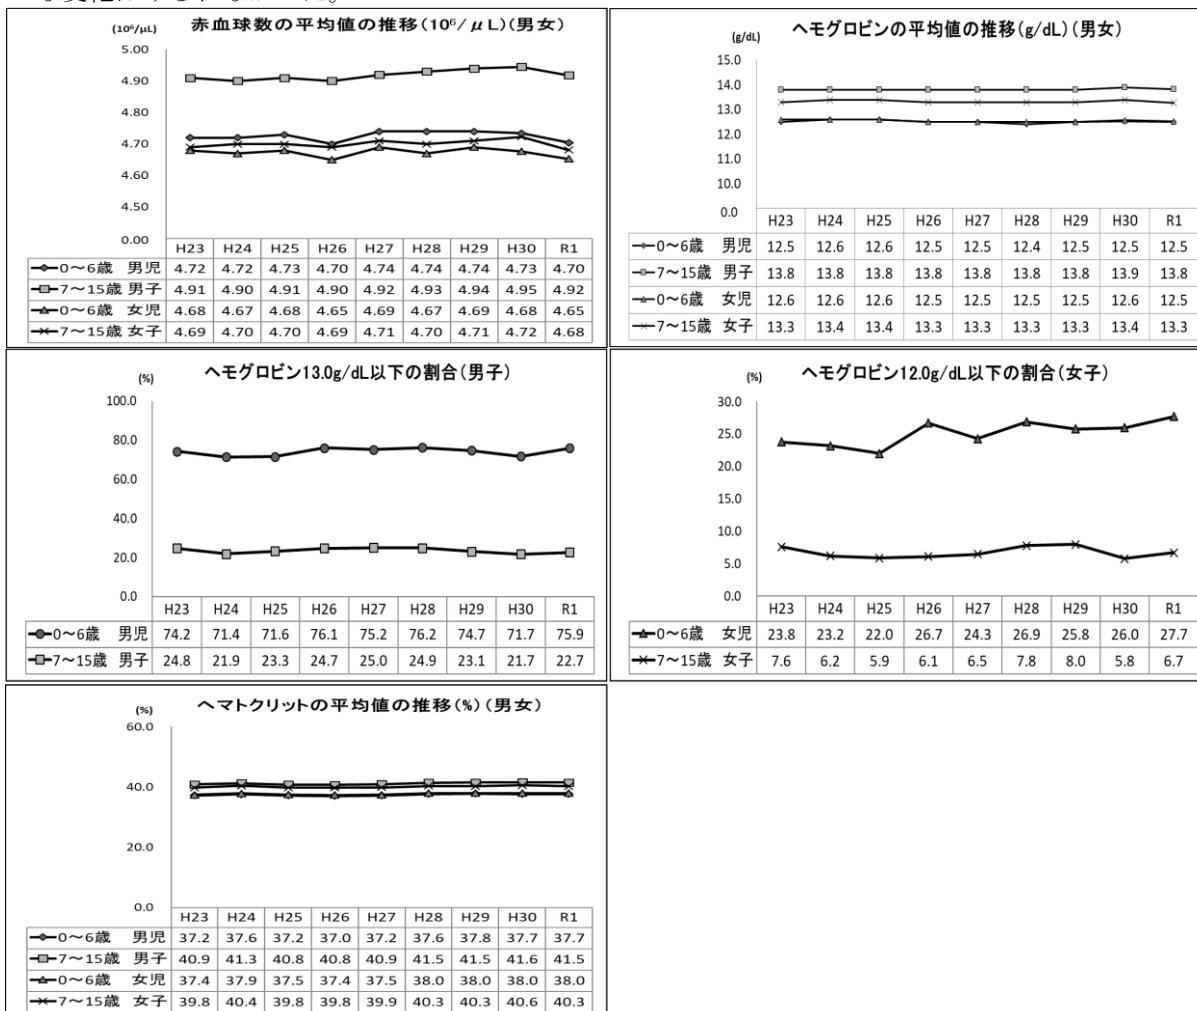 赤血球数の平均値の推移(10⁶/μL)(男女)
(10⁶/μL)
5.00
4.90
4.80
4.70
4.60
4.50
0.00
H23 H24 H25 H26 H27 H28 H29 H30 R1
0～6歳 男児 4.72 4.72 4.73 4.70 4.74 4.74 4.74 4.73 4.70
7～15歳 男子 4.91 4.90 4.91 4.90 4.92 4.93 4.94 4.95 4.92
0～6歳 女児 4.68 4.67 4.68 4.65 4.69 4.67 4.69 4.68 4.65
7～15歳 女子 4.69 4.70 4.70 4.69 4.71 4.70 4.71 4.72 4.68
ヘモグロビンの平均値の推移(g/dL)(男女)
(g/dL)
15.0
14.0
13.0
12.0
11.0
10.0
0.0
H23 H24 H25 H26 H27 H28 H29 H30 R1
0～6歳 男児 12.5 12.6 12.6 12.5 12.5 12.4 12.5 12.5 12.5
7～15歳 男子 13.8 13.8 13.8 13.8 13.8 13.8 13.8 13.9 13.8
0～6歳 女児 12.6 12.6 12.6 12.5 12.5 12.5 12.5 12.6 12.5
7～15歳 女子 13.3 13.4 13.4 13.3 13.3 13.3 13.3 13.4 13.3
ヘモグロビン13.0g/dL以下の割合(男子)
(%)
100.0
80.0
60.0
40.0
20.0
0.0
H23 H24 H25 H26 H27 H28 H29 H30 R1
0～6歳 男児 74.2 71.4 71.6 76.1 75.2 76.2 74.7 71.7 75.9
7～15歳 男子 24.8 21.9 23.3 24.7 25.0 24.9 23.1 21.7 22.7
ヘモグロビン12.0g/dL以下の割合(女子)
(%)
30.0
25.0
20.0
15.0
10.0
5.0
0.0
H23 H24 H25 H26 H27 H28 H29 H30 R1
0～6歳 女児 23.8 23.2 22.0 26.7 24.3 26.9 25.8 26.0 27.7
7～15歳 女子 7.6 6.2 5.9 6.1 6.5 7.8 8.0 5.8 6.7
ヘマトクリットの平均値の推移(%)(男女)
(%)
60.0
40.0
20.0
0.0
H23 H24 H25 H26 H27 H28 H29 H30 R1
0～6歳 男児 37.2 37.6 37.2 37.0 37.2 37.6 37.8 37.7 37.7
7～15歳 男子 40.9 41.3 40.8 40.8 40.9 41.5 41.5 41.6 41.5
0～6歳 女児 37.4 37.9 37.5 37.4 37.5 38.0 38.0 38.0 38.0
7～15歳 女子 39.8 40.4 39.8 39.8 39.9 40.3 40.3 40.6 40.3